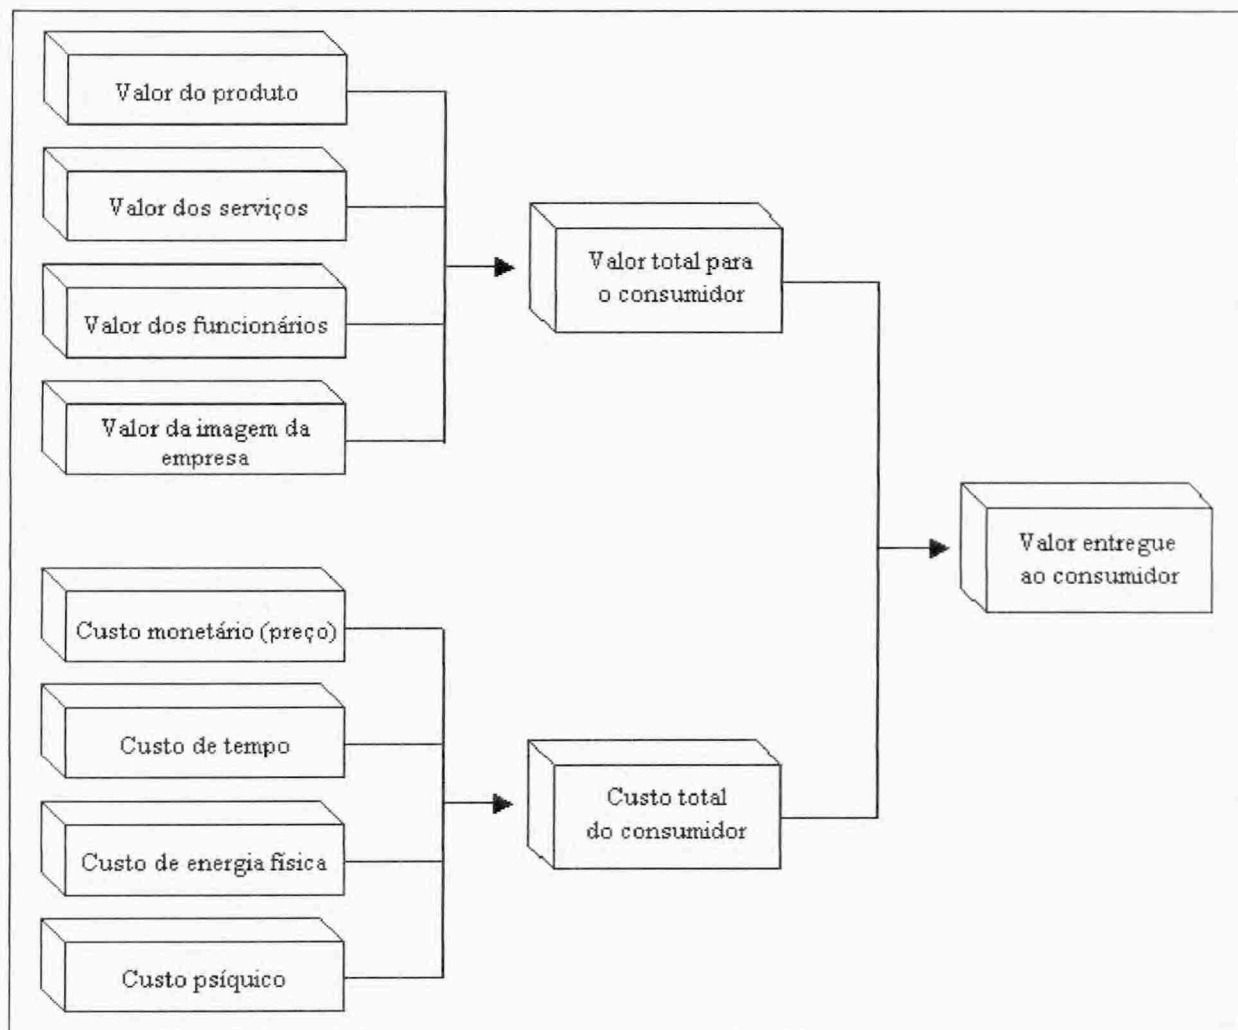 Valor do produto
Valor dos serviços
Valor dos funcionários
Valor da imagem da
empresa
Valor total para
o consumidor
Custo monetário (preço)
Custo de tempo
Custo de energia física
Custo psíquico
Custo total
do consumidor
Valor entregue
ao consumidor